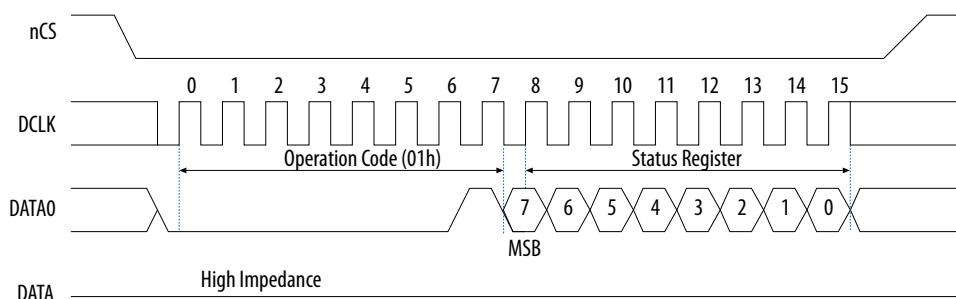 nCS
0 1 2 3 4 5 6 7 8 9 10 11 12 13 14 15
DCLK
Operation Code (01h) Status Register
DATA0 7 6 5 4 3 2 1 0
MSB
High Impedance
DATA